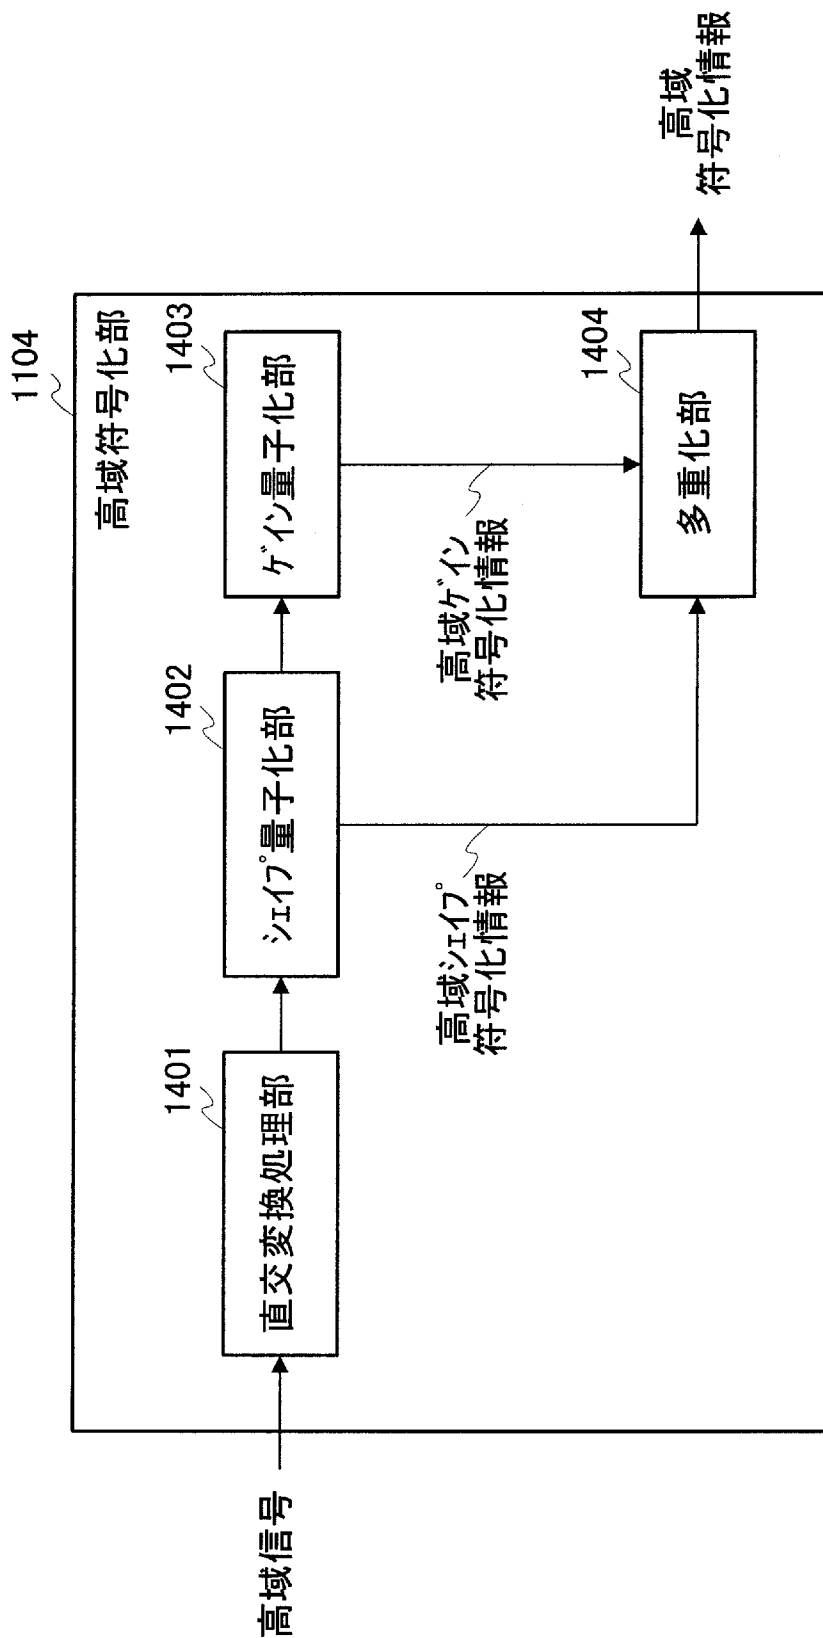 1104
高域符号化部
高域信号
1401
直交変換処理部
1402
シェイプ量子化部
1403
ゲイン量子化部
高域シェイプ
符号化情報
高域ゲイン
符号化情報
1404
多重化部
高域
符号化情報